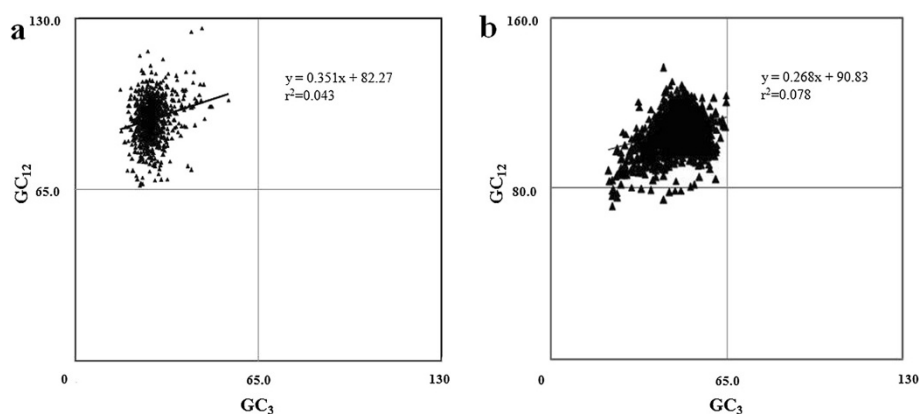 a
130.0
y = 0.351x + 82.27
r²=0.043
GC₁₂
65.0
0
65.0
130
GC₃
b
160.0
y = 0.268x + 90.83
r²=0.078
GC₁₂
80.0
0
65.0
130
GC₃